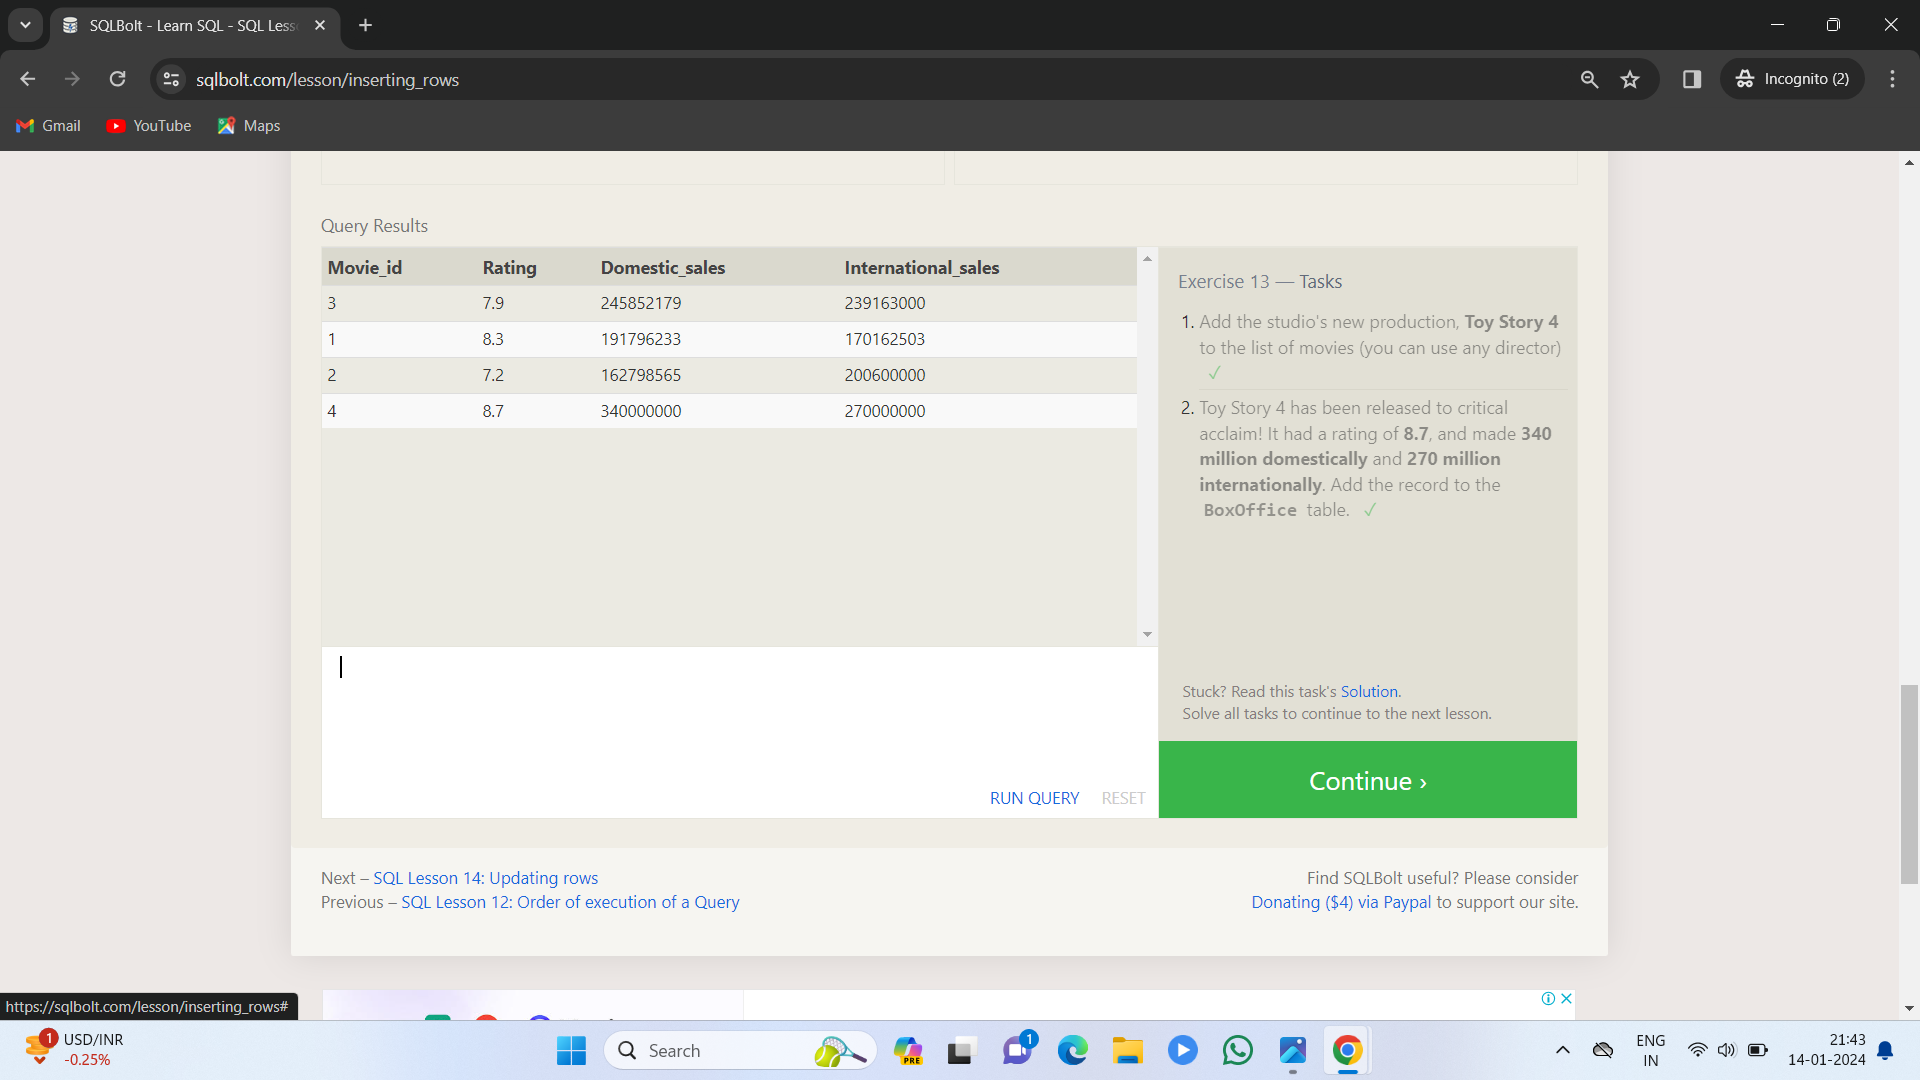 SQLBolt - Learn SQL - SQL Less
sqlbolt.com/lesson/inserting_rows
Incognito (2)
Gmail
YouTube
Maps
Query Results
Movie_id Rating Domestic_sales International_sales
3 7.9 245852179 239163000
1 8.3 191796233 170162503
2 7.2 162798565 200600000
4 8.7 340000000 270000000
Exercise 13 — Tasks
1. Add the studio's new production, Toy Story 4
to the list of movies (you can use any director)
✓
2. Toy Story 4 has been released to critical
acclaim! It had a rating of 8.7, and made 340
million domestically and 270 million
internationally. Add the record to the
BoxOffice table. ✓
Stuck? Read this task's Solution.
Solve all tasks to continue to the next lesson.
RUN QUERY RESET
Continue ›
Next – SQL Lesson 14: Updating rows
Previous – SQL Lesson 12: Order of execution of a Query
Find SQLBolt useful? Please consider
Donating ($4) via Paypal to support our site.
https://sqlbolt.com/lesson/inserting_rows#
1
USD/INR
-0.25%
Search
PRE
1
ENG
IN
21:43
14-01-2024